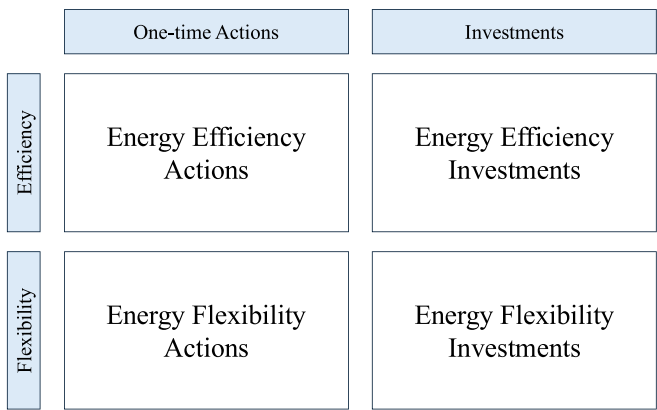 One-time Actions
Investments
Efficiency
Energy Efficiency
Actions
Energy Efficiency
Investments
Flexibility
Energy Flexibility
Actions
Energy Flexibility
Investments